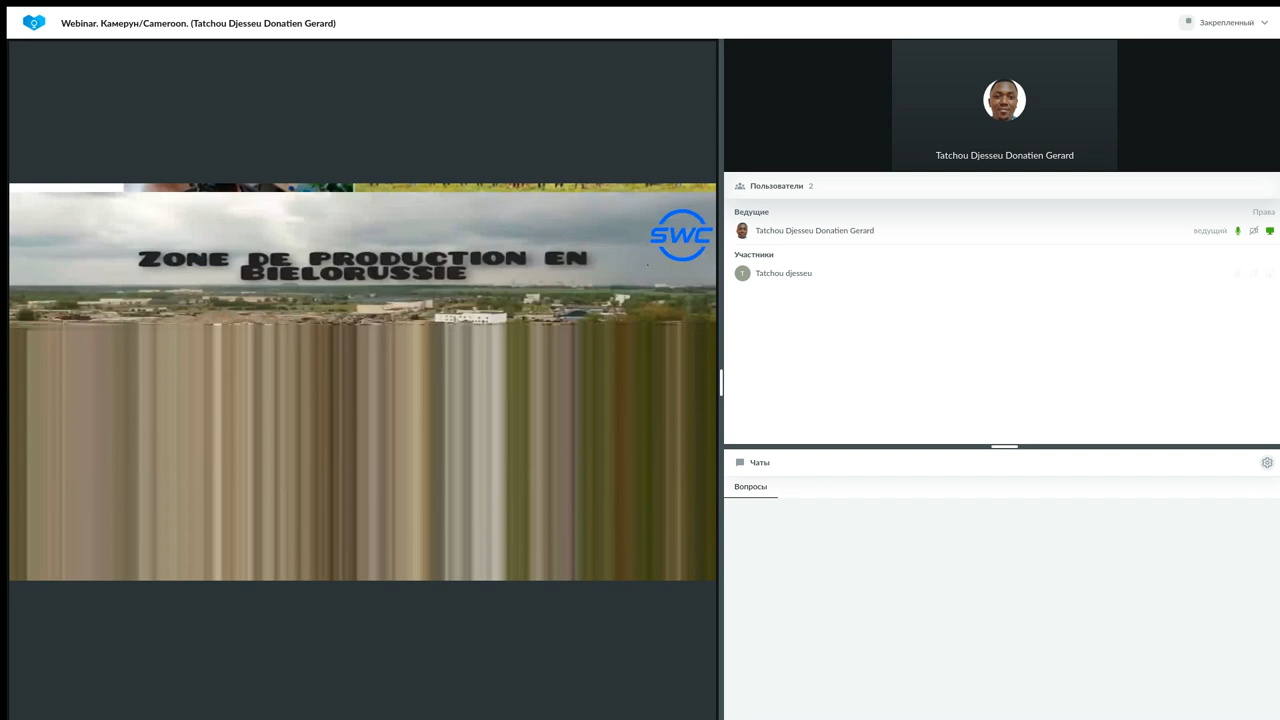 Webinar. Камерун/Cameroon. (Tatchou Djesseu Donatien Gerard)
Закрепленный
ZONE DE PRODUCTION EN
BIELORUSSIE
SWC
Tatchou Djesseu Donatien Gerard
Пользователи 2
Ведущие Права
Tatchou Djesseu Donatien Gerard ведущий
Участники
T Tatchou djesseu
Чаты
Вопросы